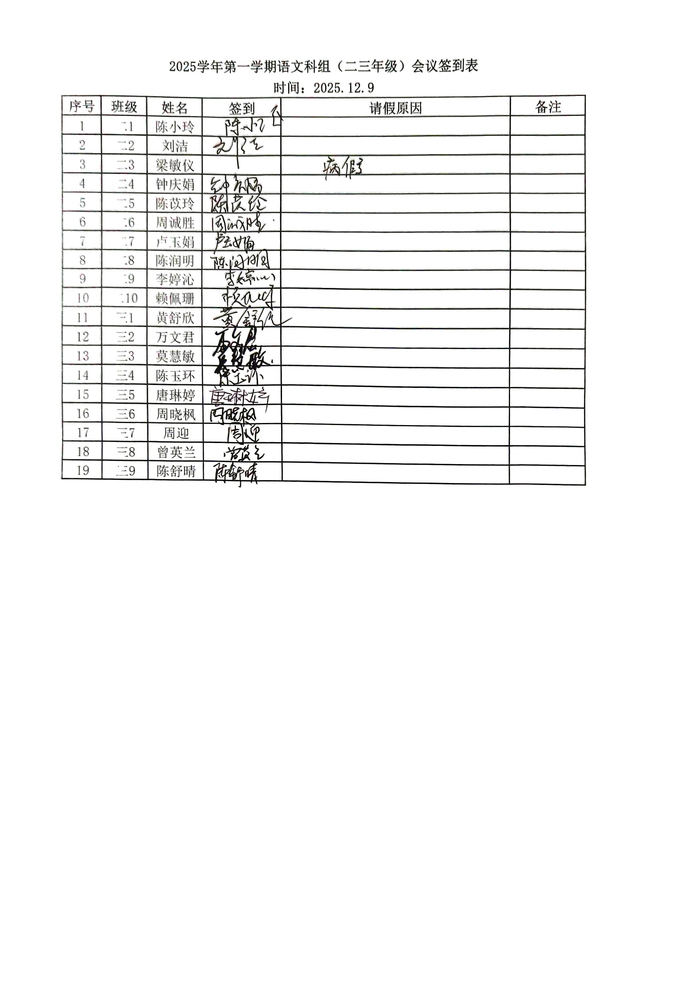 2025学年第一学期语文科组（二三年级）会议签到表
时间：2025.12.9
序号 班级 姓名 签到 请假原因 备注
1 二1 陈小玲 陈小玲
2 二2 刘洁 刘洁
3 二3 梁敏仪 病假
4 二4 钟庆娟 钟庆娟
5 二5 陈苡玲 陈苡玲
6 二6 周诚胜 周诚胜
7 二7 卢玉娟 卢玉娟
8 二8 陈润明 陈润明
9 二9 李婷沁 李婷沁
10 二10 赖佩珊 赖佩珊
11 三1 黄舒欣 黄舒欣
12 三2 万文君 万文君
13 三3 莫慧敏 莫慧敏
14 三4 陈玉环 陈玉环
15 三5 唐琳婷 唐琳婷
16 三6 周晓枫 周晓枫
17 三7 周迎 周迎
18 三8 曾英兰 曾英兰
19 三9 陈舒晴 陈舒晴